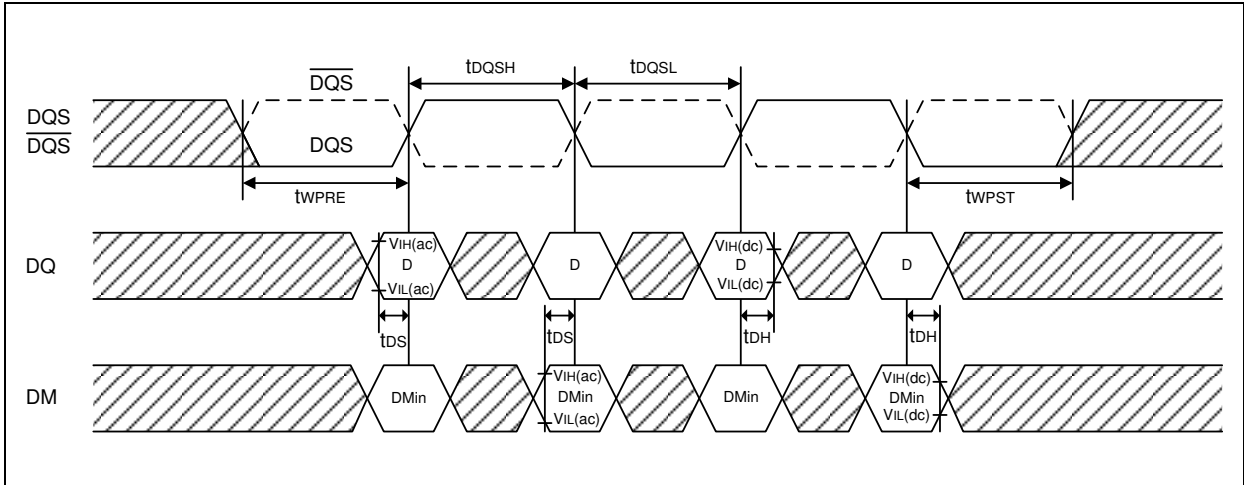 DQS
tDQSH
tDQSL
DQS
DQS
DQS
tWPRE
tWPST
DQ
VIH(ac)
D
VIL(ac)
D
VIH(dc)
D
VIL(dc)
D
tDS
tDS
tDH
tDH
DM
DMin
VIH(ac)
DMin
VIL(ac)
DMin
VIH(dc)
DMin
VIL(dc)